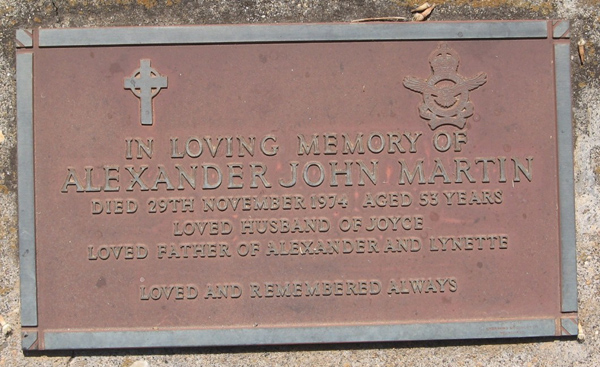 IN LOVING MEMORY OF
ALEXANDER JOHN MARTIN
DIED 29TH NOVEMBER 1974 AGED 53 YEARS
LOVED HUSBAND OF JOYCE
LOVED FATHER OF ALEXANDER AND LYNETTE
LOVED AND REMEMBERED ALWAYS